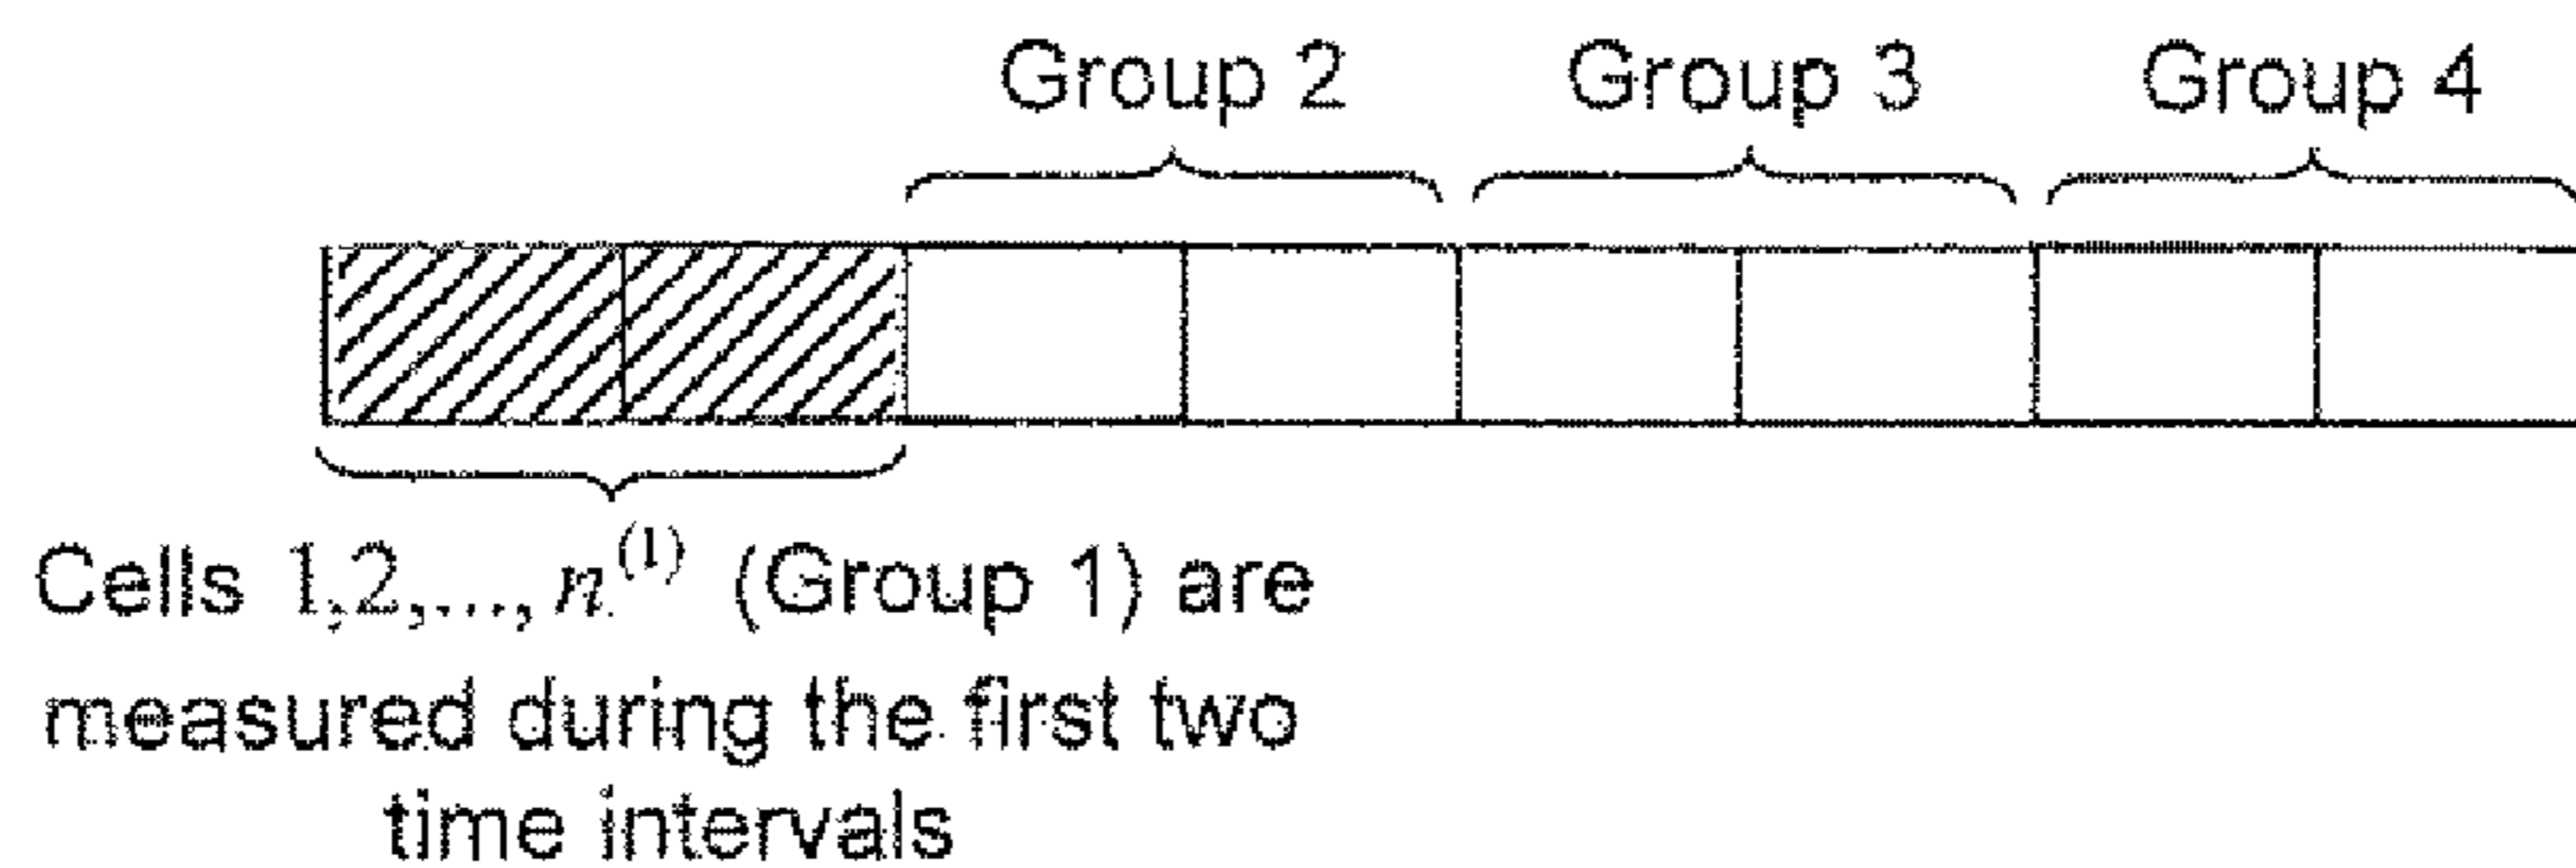 Group 2 Group 3 Group 4
Cells 1,2,..., n⁽¹⁾ (Group 1) are
measured during the first two
time intervals